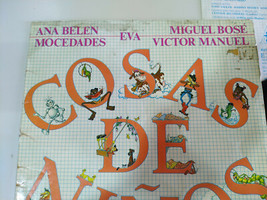 ANA BELEN
MOCEDADES
EVA
MIGUEL BOSÉ
VICTOR MANUEL
COSAS
DE
NIÑOS